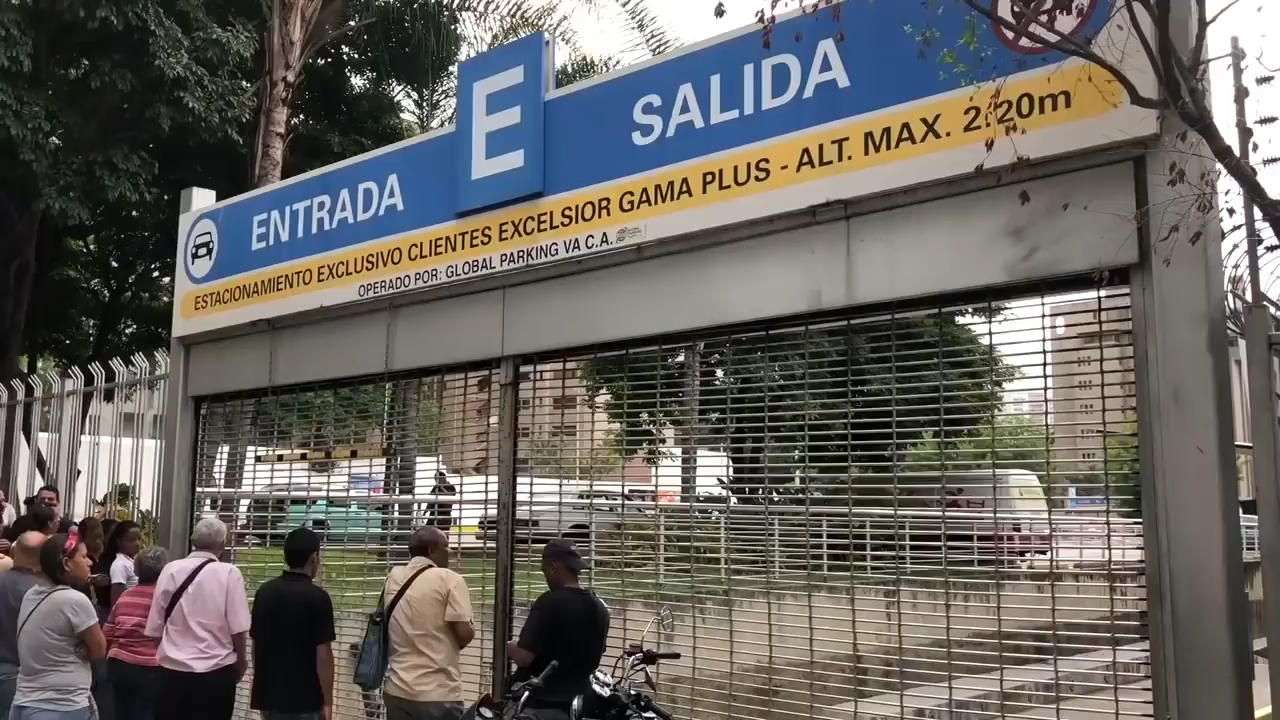 ENTRADA
E
SALIDA
ESTACIONAMIENTO EXCLUSIVO CLIENTES EXCELSIOR GAMA PLUS - ALT. MAX. 2:20m
OPERADO POR: GLOBAL PARKING VA C.A.